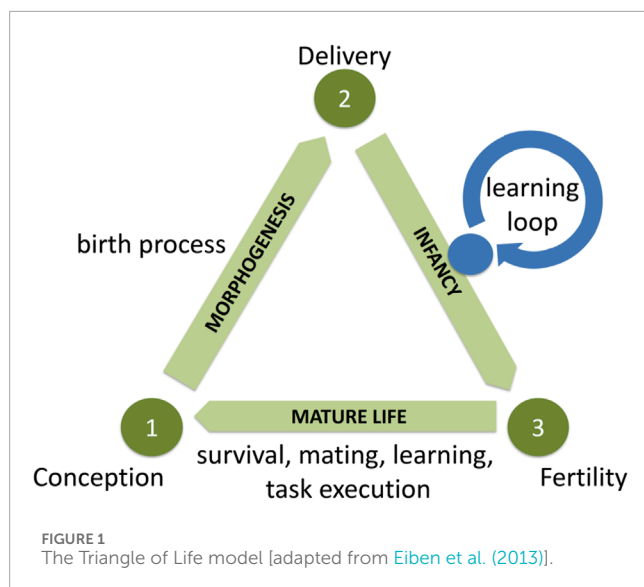 Delivery
2
learning
loop
birth process
MORPHOGENESIS
INFANCY
1
MATURE LIFE
3
Conception
survival, mating, learning,
task execution
Fertility
FIGURE 1
The Triangle of Life model [adapted from Eiben et al. (2013)].